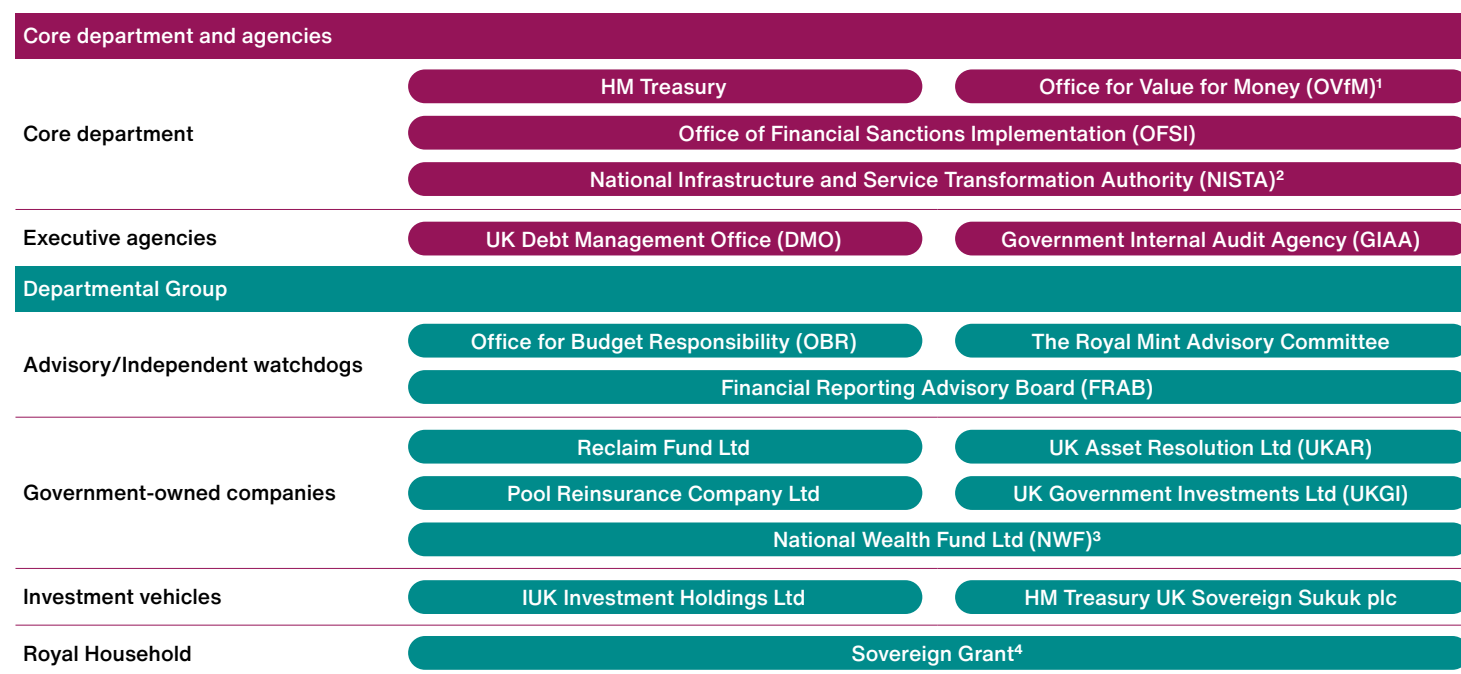 Core department and agencies
Core department
HM Treasury
Office for Value for Money (OVfM)¹
Office of Financial Sanctions Implementation (OFSI)
National Infrastructure and Service Transformation Authority (NISTA)²
Executive agencies
UK Debt Management Office (DMO)
Government Internal Audit Agency (GIAA)
Departmental Group
Advisory/Independent watchdogs
Office for Budget Responsibility (OBR)
The Royal Mint Advisory Committee
Financial Reporting Advisory Board (FRAB)
Government-owned companies
Reclaim Fund Ltd
UK Asset Resolution Ltd (UKAR)
Pool Reinsurance Company Ltd
UK Government Investments Ltd (UKGI)
National Wealth Fund Ltd (NWF)³
Investment vehicles
IUK Investment Holdings Ltd
HM Treasury UK Sovereign Sukuk plc
Royal Household
Sovereign Grant⁴